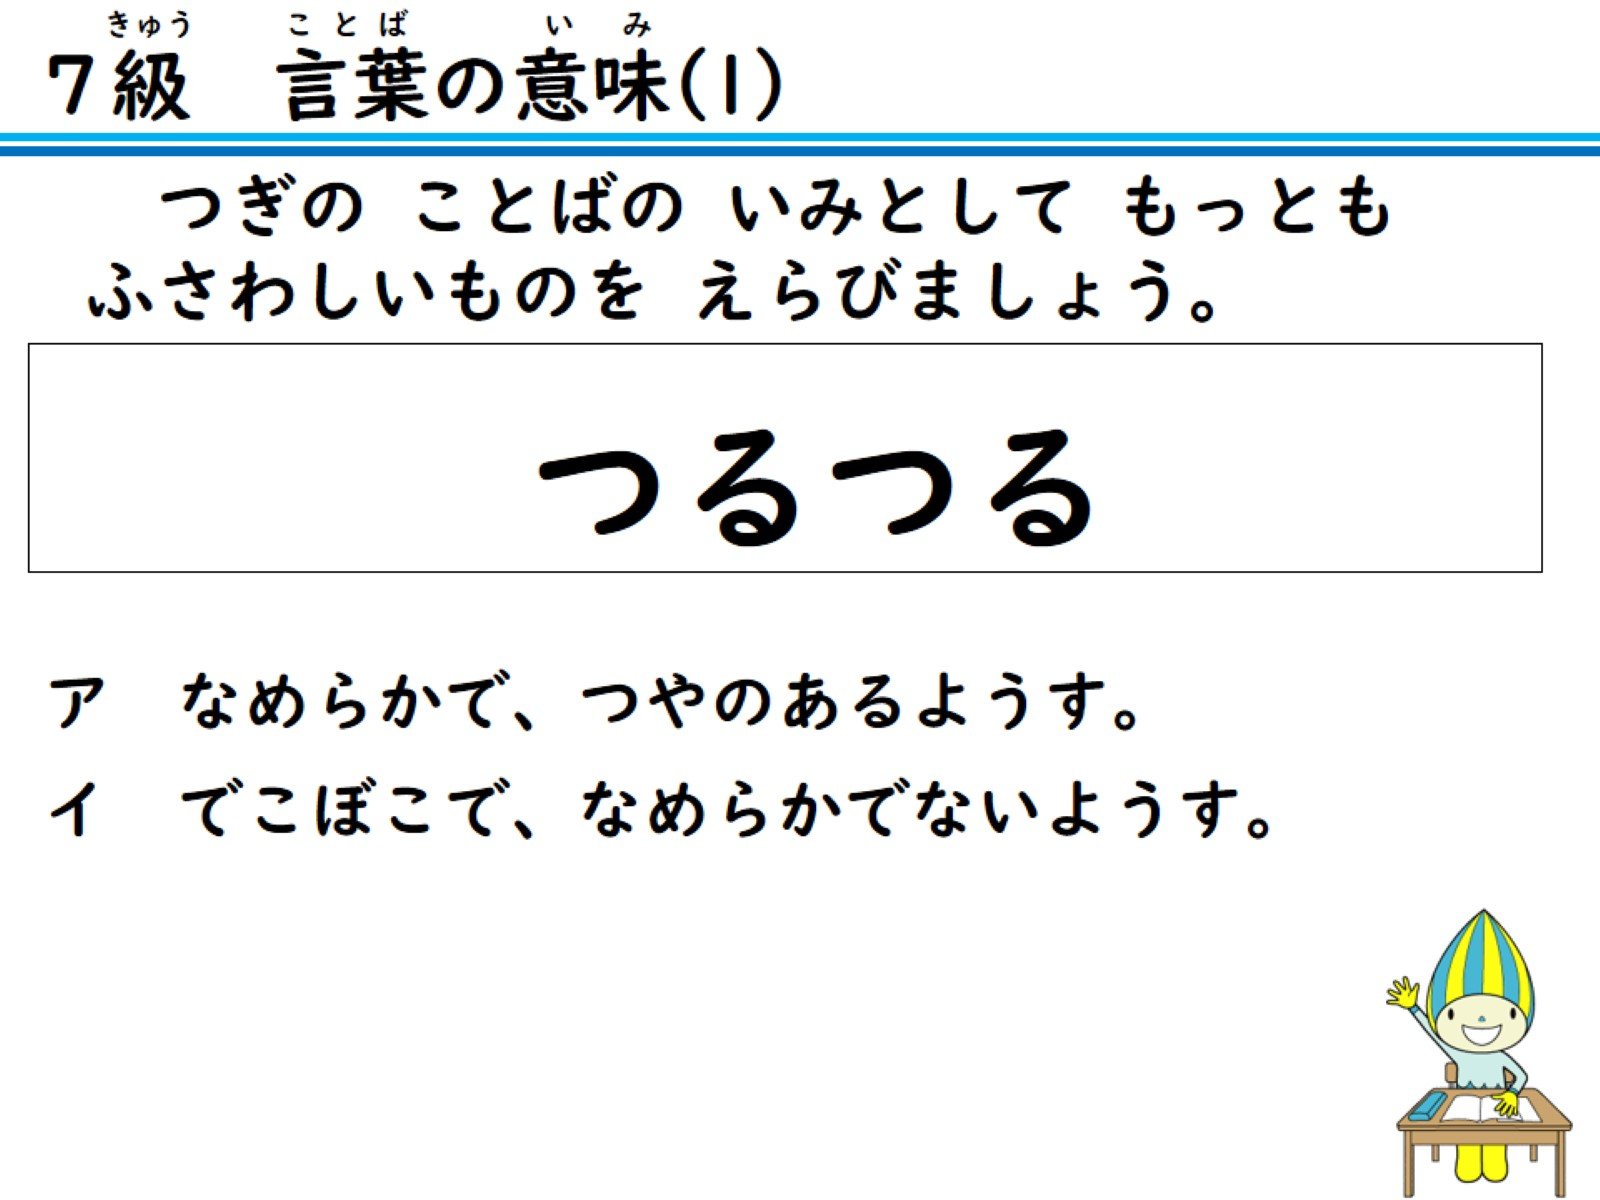 きゅう ことば い み
7級 言葉の意味(1)
つぎの ことばの いみとして もっとも
ふさわしいものを えらびましょう。
つるつる
ア なめらかで、つやのあるようす。
イ でこぼこで、なめらかでないようす。